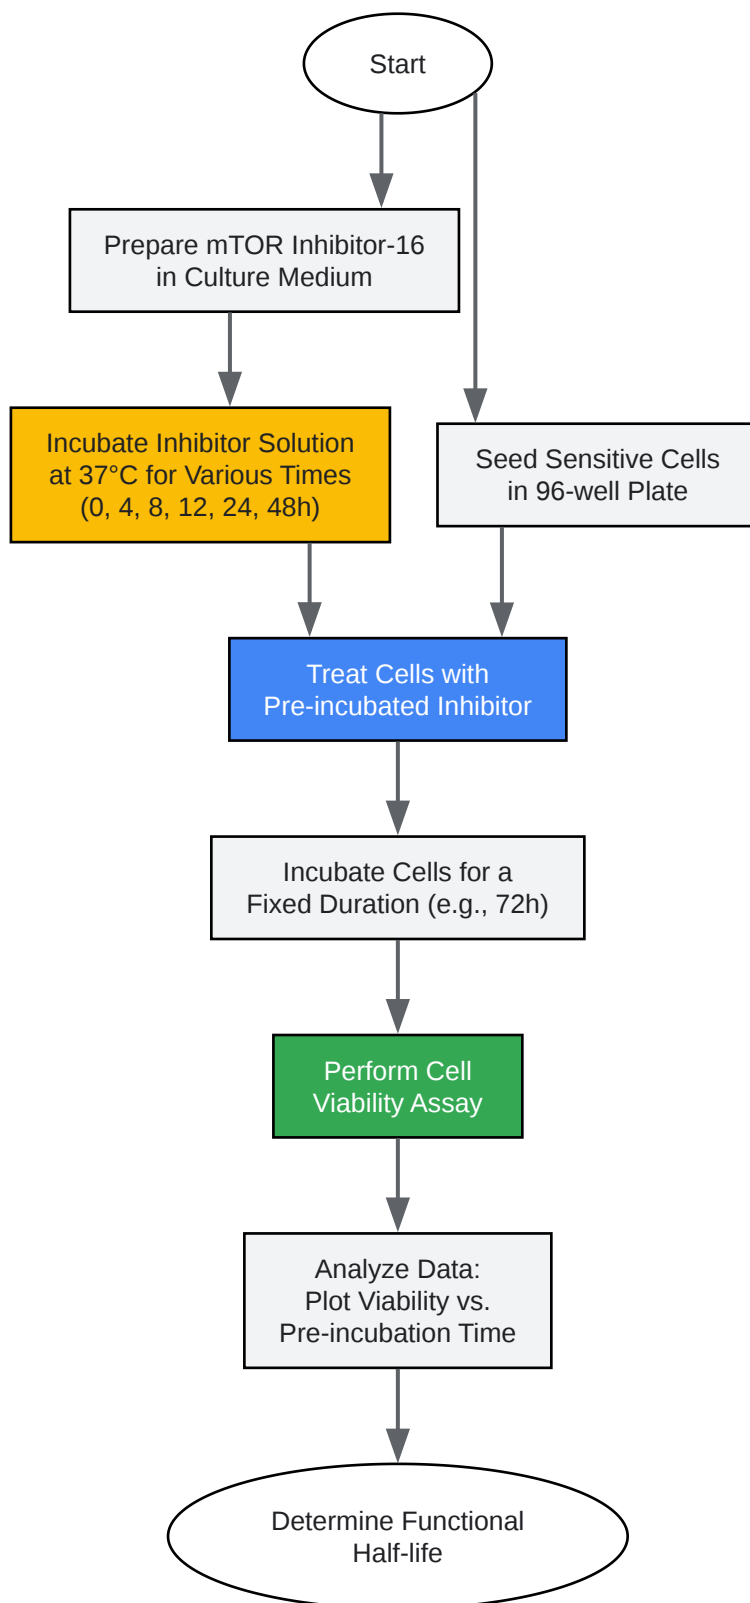 Start
Prepare mTOR Inhibitor-16
in Culture Medium
Incubate Inhibitor Solution
at 37°C for Various Times
(0, 4, 8, 12, 24, 48h)
Seed Sensitive Cells
in 96-well Plate
Treat Cells with
Pre-incubated Inhibitor
Incubate Cells for a
Fixed Duration (e.g., 72h)
Perform Cell
Viability Assay
Analyze Data:
Plot Viability vs.
Pre-incubation Time
Determine Functional
Half-life